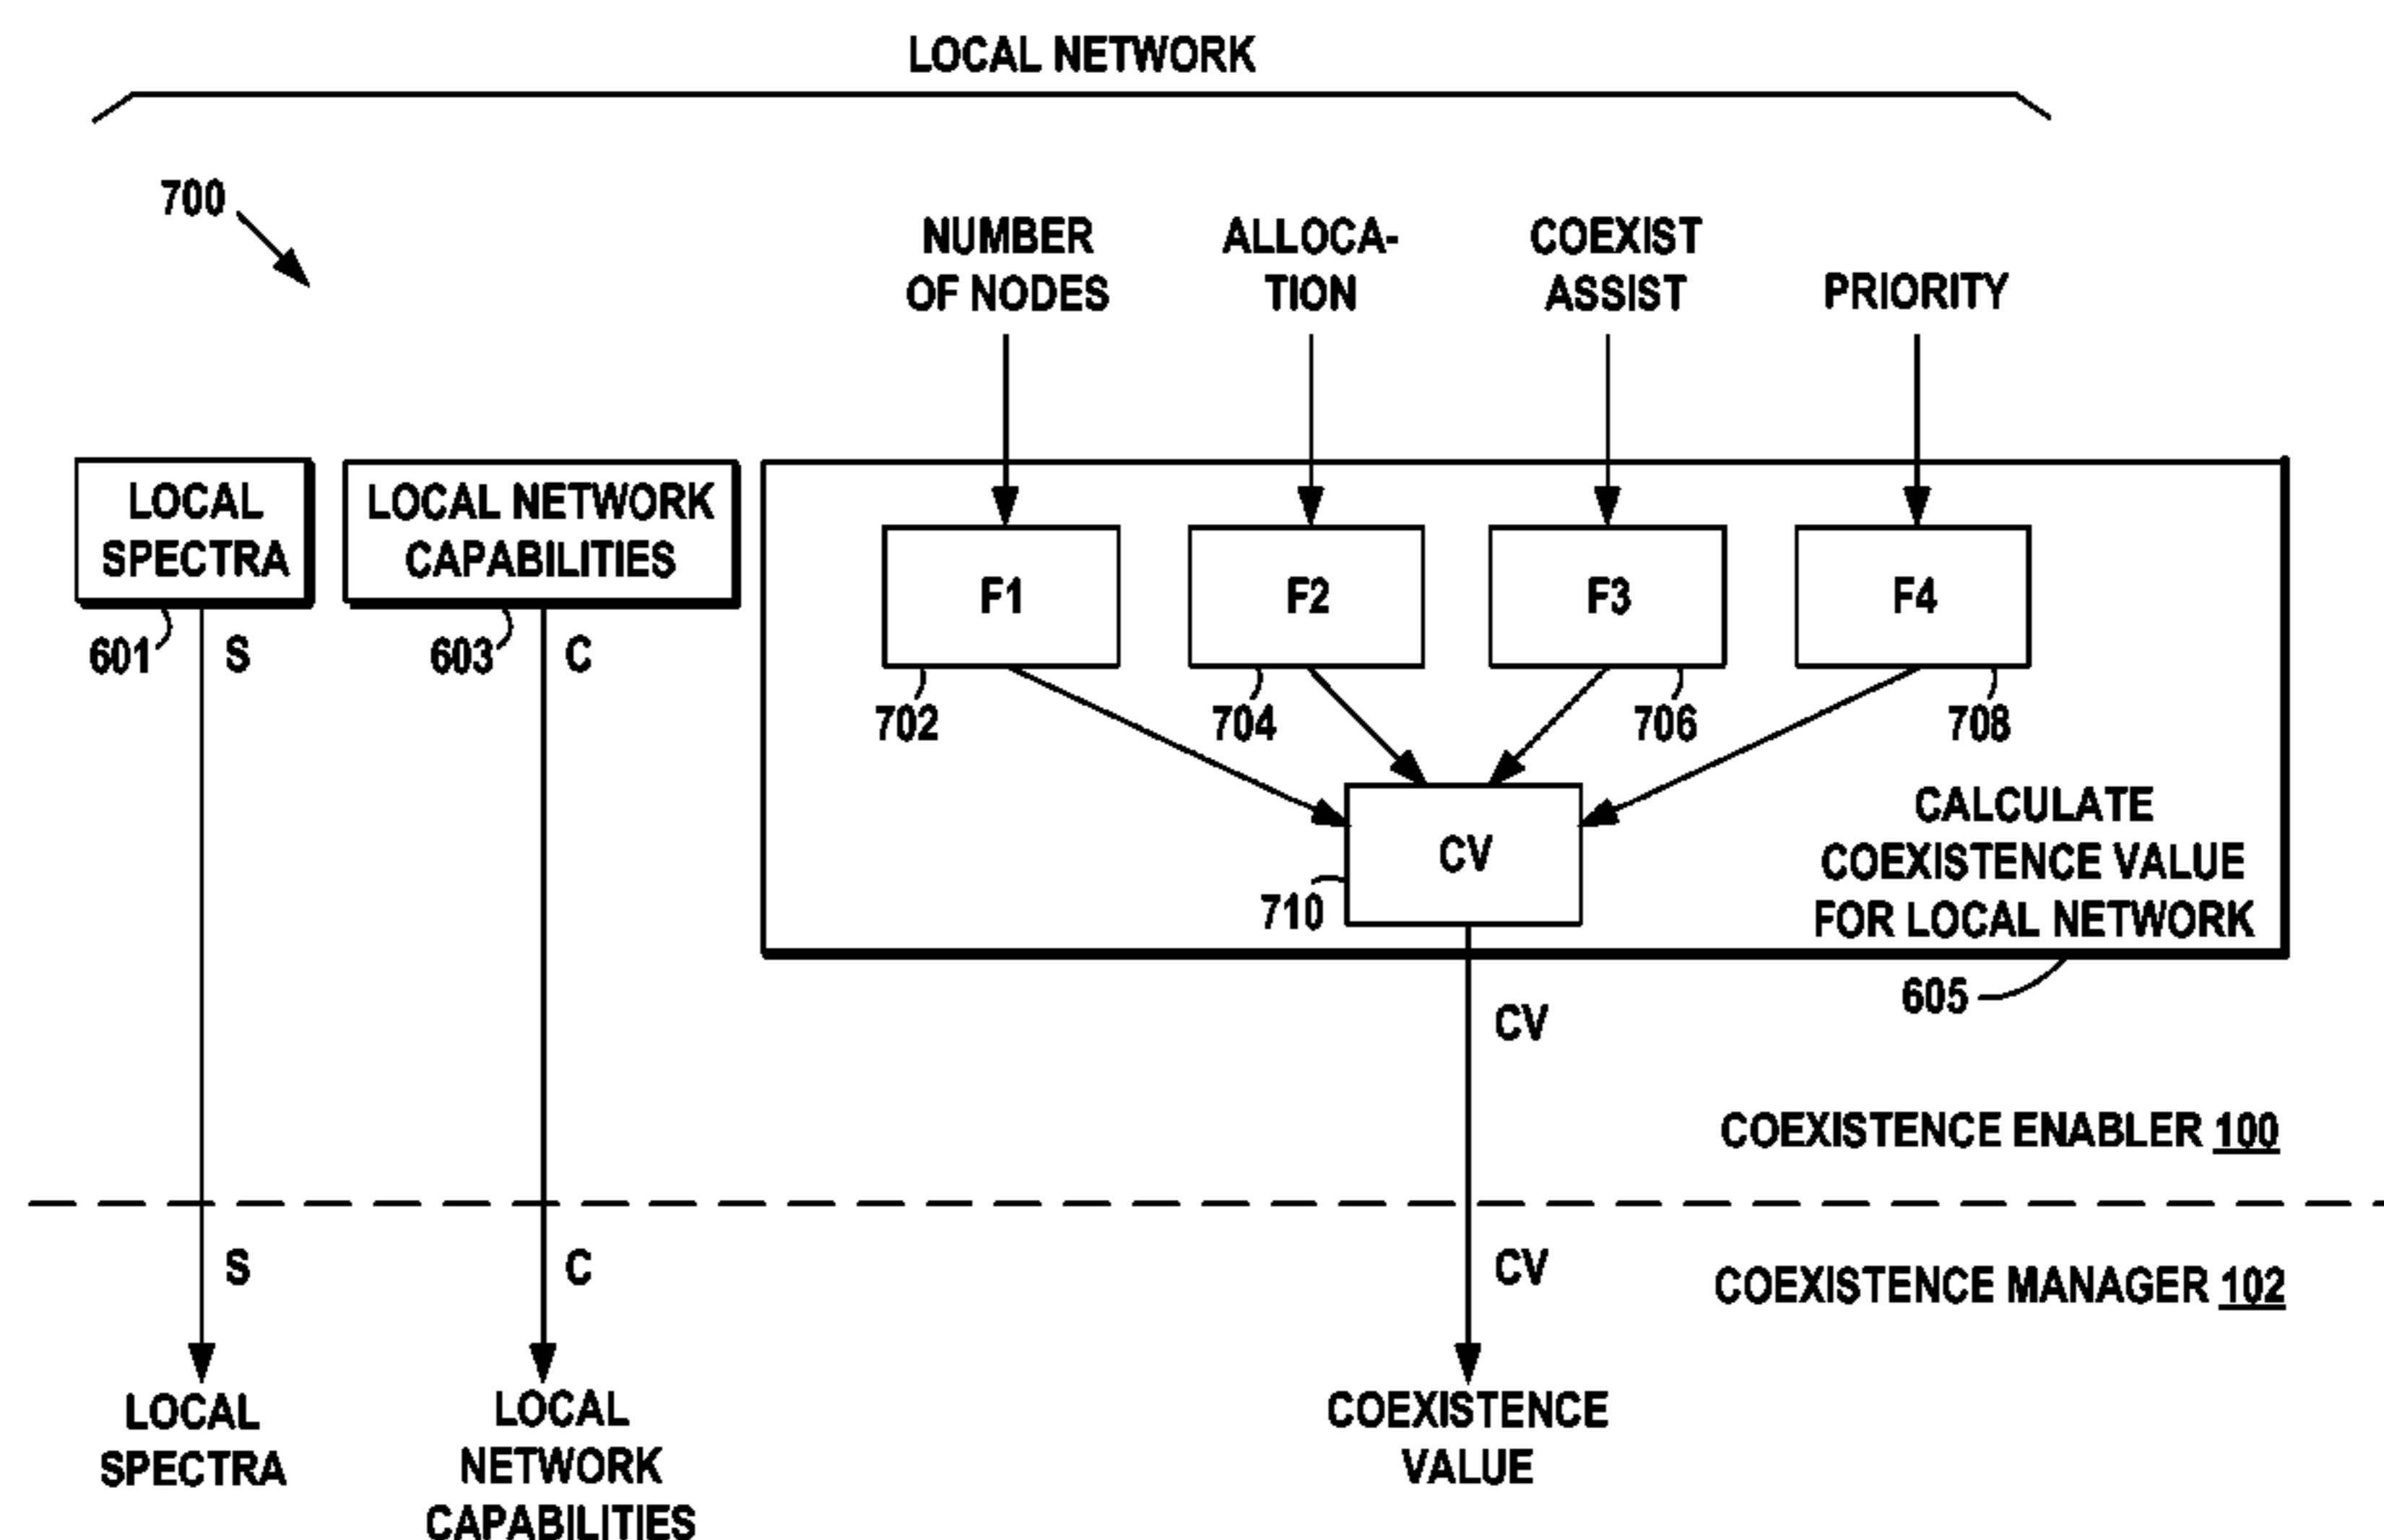 LOCAL NETWORK
700
NUMBER
OF NODES
ALLOCA-
TION
COEXIST
ASSIST
PRIORITY
LOCAL
SPECTRA
LOCAL NETWORK
CAPABILITIES
F1
F2
F3
F4
601
S
603
C
702
704
706
708
CV
710
CALCULATE
COEXISTENCE VALUE
FOR LOCAL NETWORK
605
CV
COEXISTENCE ENABLER 100
S
C
CV
COEXISTENCE MANAGER 102
LOCAL
SPECTRA
LOCAL
NETWORK
CAPABILITIES
COEXISTENCE
VALUE